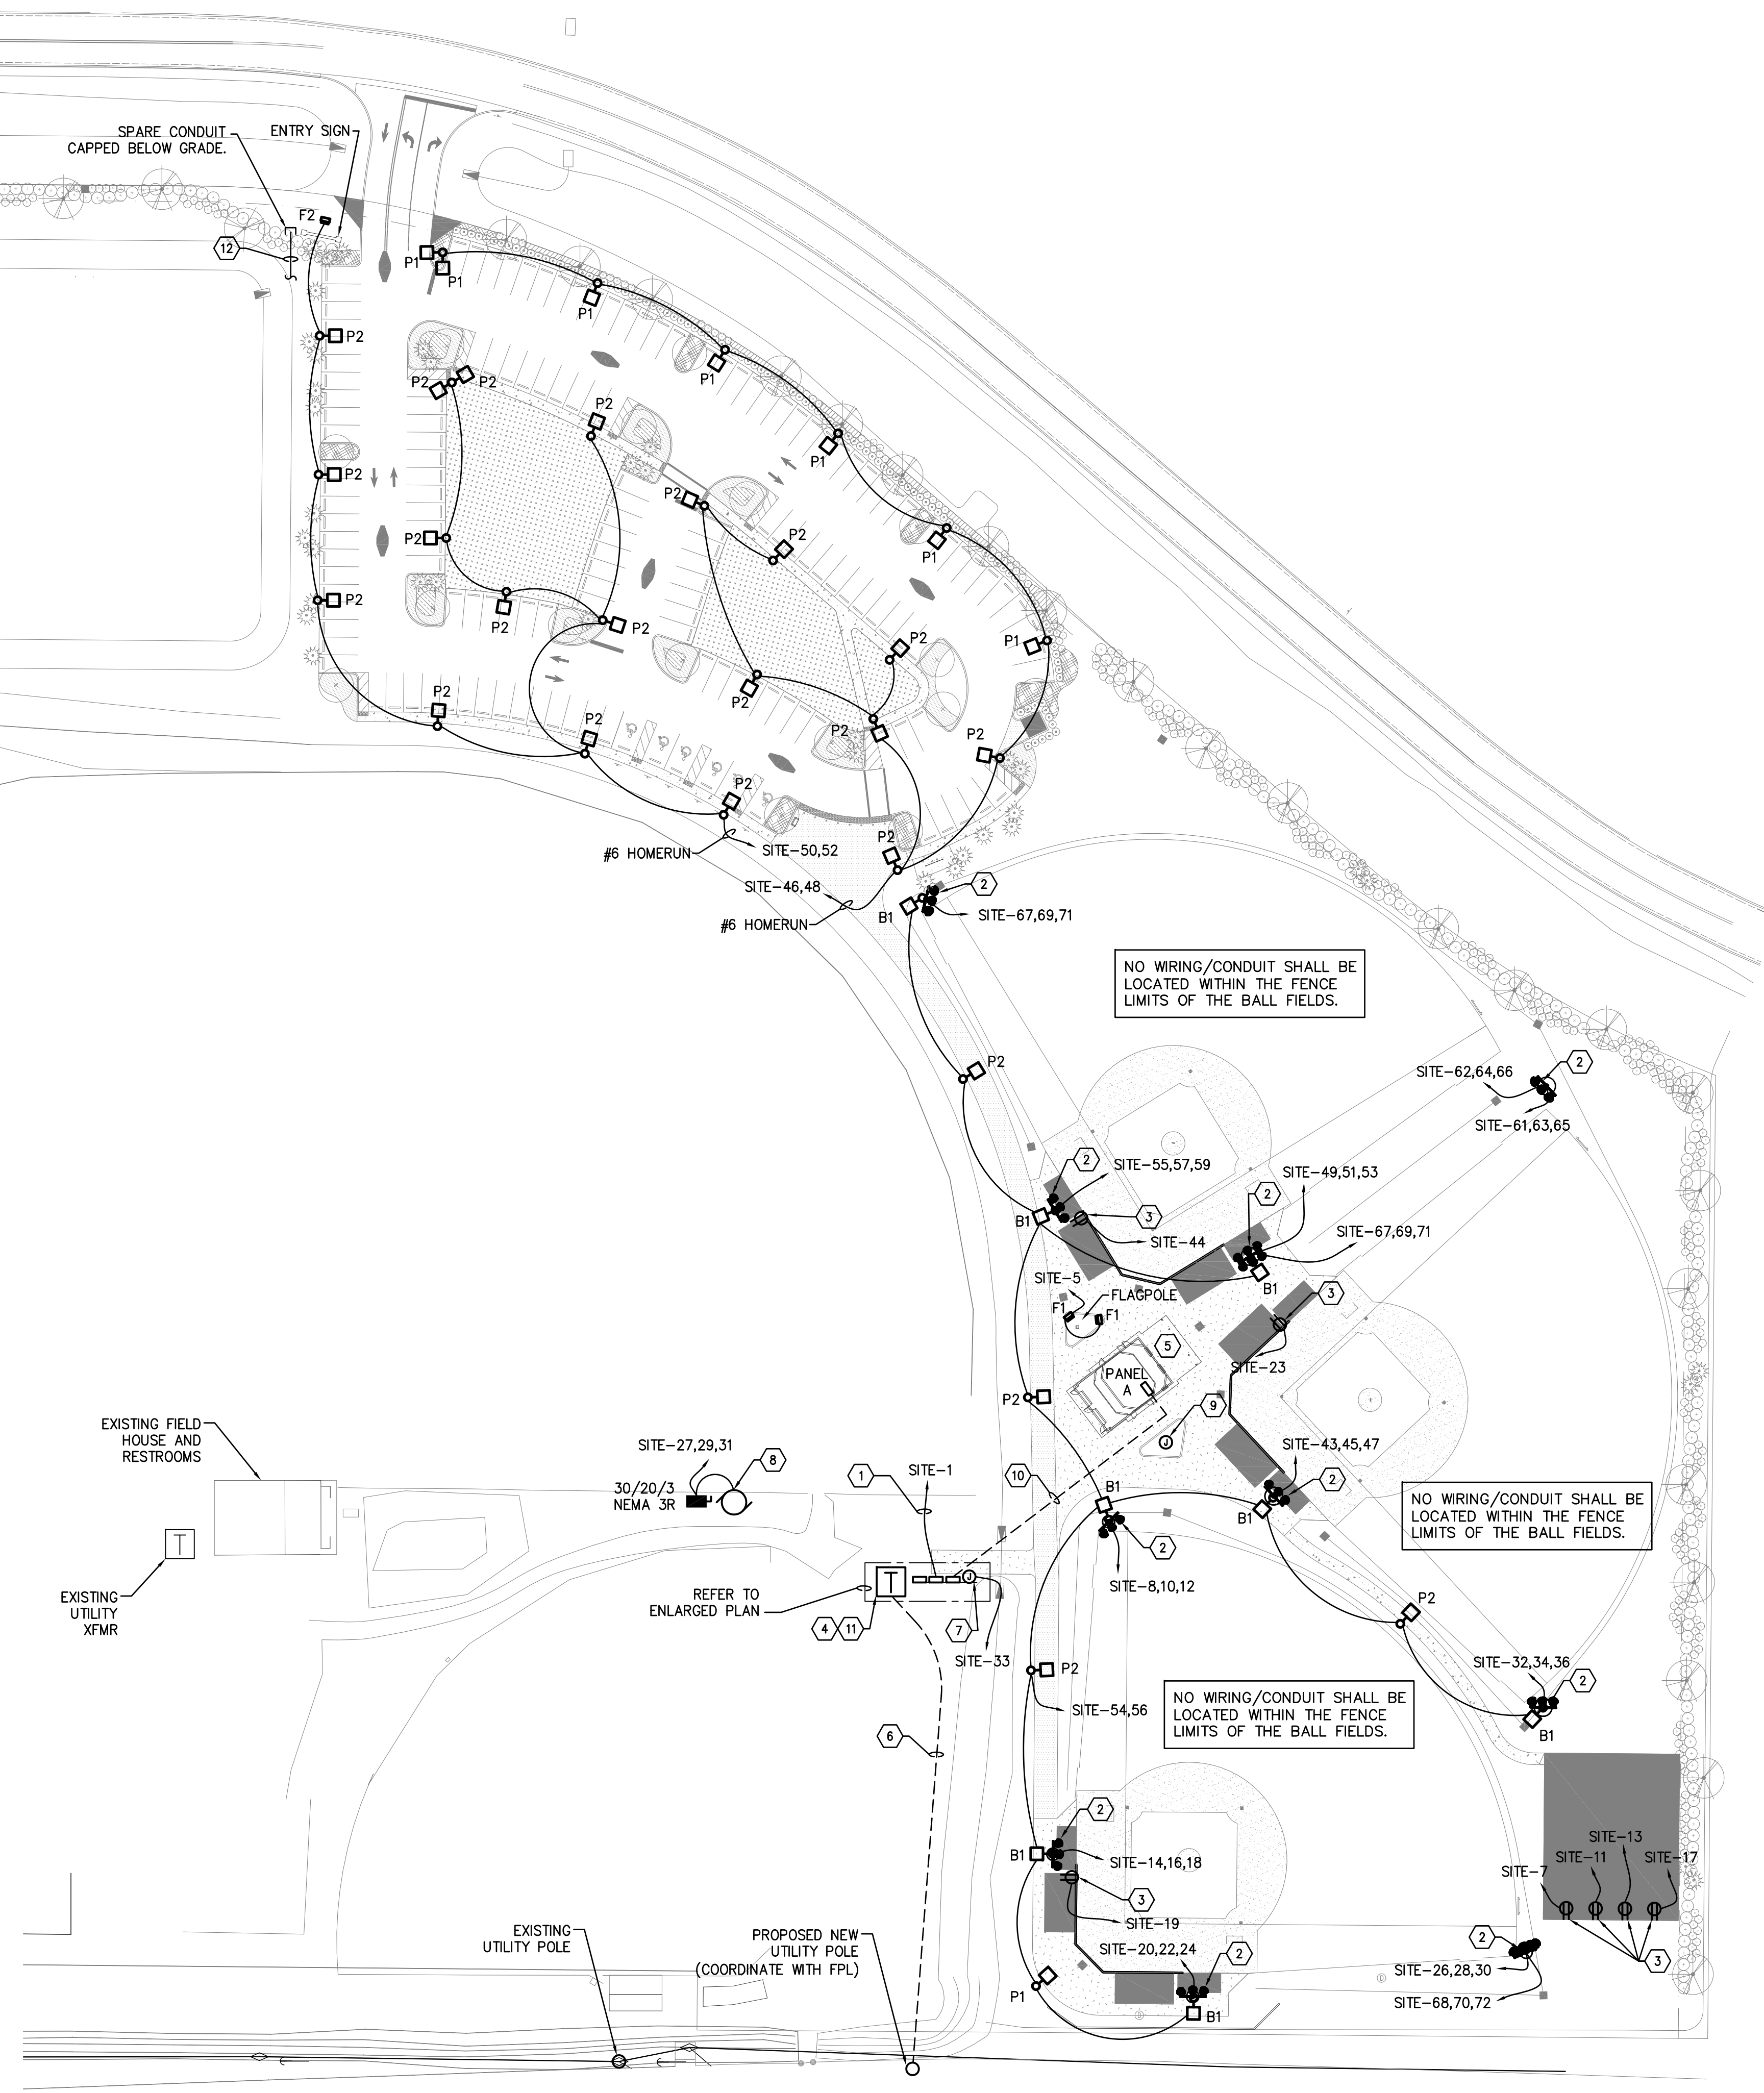 SPARE CONDUIT
CAPPED BELOW GRADE.
ENTRY SIGN
F2
12
P1
P1
P1
P2
P1
P2
P2
P2
P1
P2
P2
P2
P2
P1
P2
P2
P2
P2
P1
P2
P2
P2
P2
P2
P2
P2
#6 HOMERUN
SITE-50,52
P2
SITE-46,48
2
B1
SITE-67,69,71
#6 HOMERUN
NO WIRING/CONDUIT SHALL BE
LOCATED WITHIN THE FENCE
LIMITS OF THE BALL FIELDS.
P2
SITE-62,64,66
2
SITE-61,63,65
2
SITE-55,57,59
SITE-49,51,53
2
B1
3
SITE-44
SITE-67,69,71
SITE-5
B1
FLAGPOLE
F1
F1
3
5
SITE-23
PANEL
A
P2
9
EXISTING FIELD
HOUSE AND
RESTROOMS
SITE-27,29,31
8
30/20/3
NEMA 3R
1
SITE-1
10
B1
SITE-43,45,47
2
B1
NO WIRING/CONDUIT SHALL BE
LOCATED WITHIN THE FENCE
LIMITS OF THE BALL FIELDS.
2
T
T
J
J
SITE-8,10,12
EXISTING
UTILITY
XFMR
REFER TO
ENLARGED PLAN
4
11
7
SITE-33
P2
P2
SITE-32,34,36
2
B1
SITE-54,56
NO WIRING/CONDUIT SHALL BE
LOCATED WITHIN THE FENCE
LIMITS OF THE BALL FIELDS.
6
2
B1
SITE-14,16,18
3
SITE-19
SITE-13
SITE-11
SITE-17
SITE-7
EXISTING
UTILITY POLE
PROPOSED NEW
UTILITY POLE
(COORDINATE WITH FPL)
SITE-20,22,24
2
2
3
SITE-26,28,30
P1
SITE-68,70,72
B1